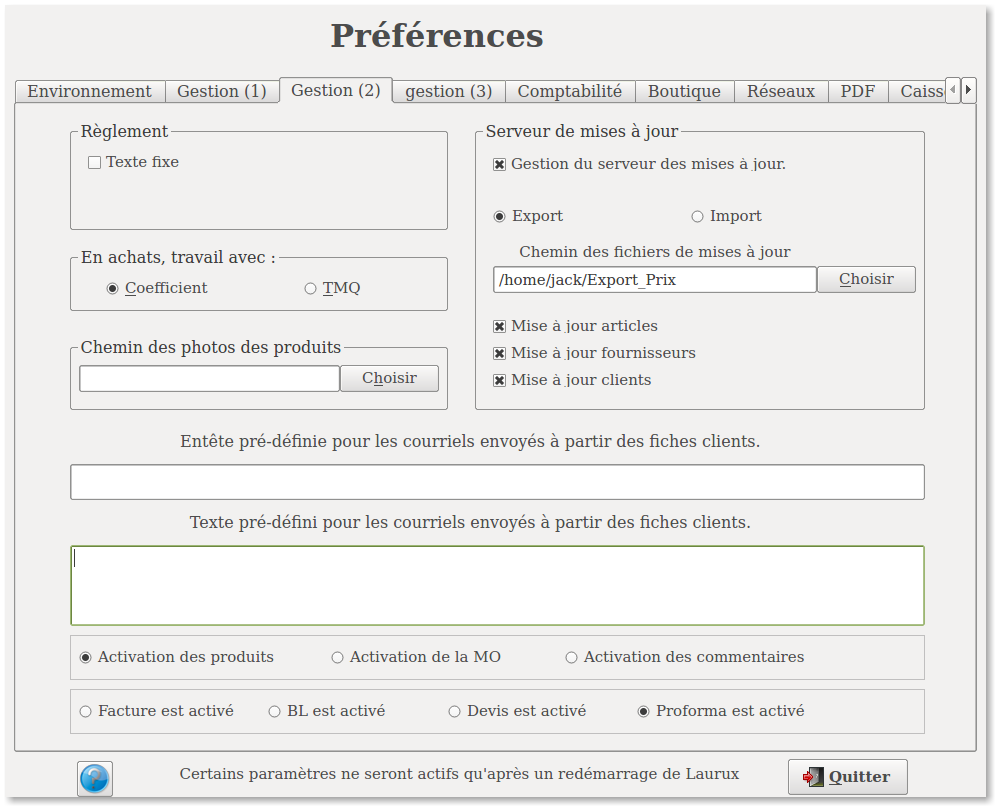 Préférences
Environnement Gestion (1) Gestion (2) gestion (3) Comptabilité Boutique Réseaux PDF
Règlement
Texte fixe
En achats, travail avec :
Coefficient TMQ
Chemin des photos des produits
Choisir
Serveur de mises à jour
Gestion du serveur des mises à jour.
Export Import
Chemin des fichiers de mises à jour
/home/jack/Export_Prix Choisir
Mise à jour articles
Mise à jour fournisseurs
Mise à jour clients
Entête pré-définie pour les courriels envoyés à partir des fiches clients.
Texte pré-défini pour les courriels envoyés à partir des fiches clients.
Activation des produits Activation de la MO Activation des commentaires
Facture est activé BL est activé Devis est activé Proforma est activé
Certains paramètres ne seront actifs qu'après un redémarrage de Laurux
Quitter